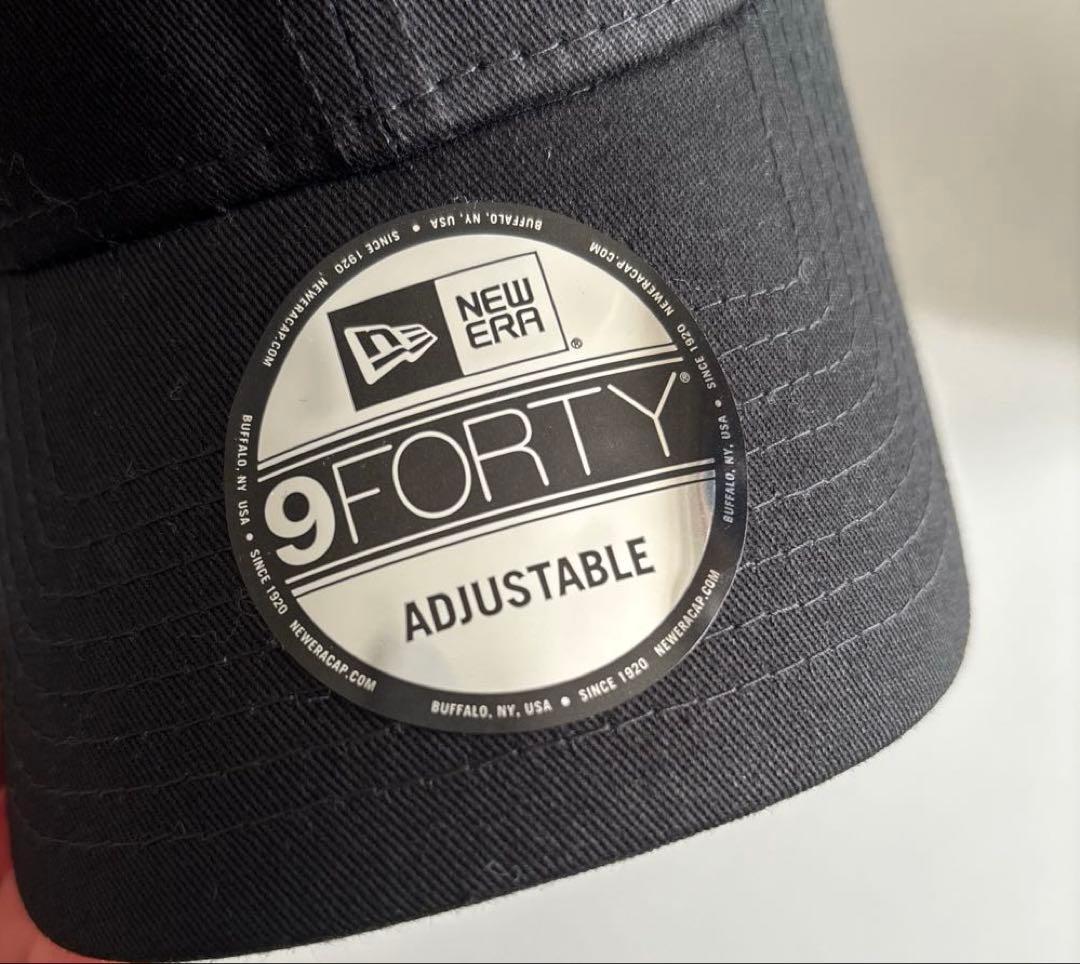 NEW
ERA®
9FORTY®
ADJUSTABLE
BUFFALO, NY, USA • SINCE 1920 NEWERACAP.COM
BUFFALO, NY, USA • SINCE 1920 NEWERACAP.COM
BUFFALO, NY, USA • SINCE 1920 NEWERACAP.COM
BUFFALO, NY USA • SINCE 1920 NEWERACAP.COM